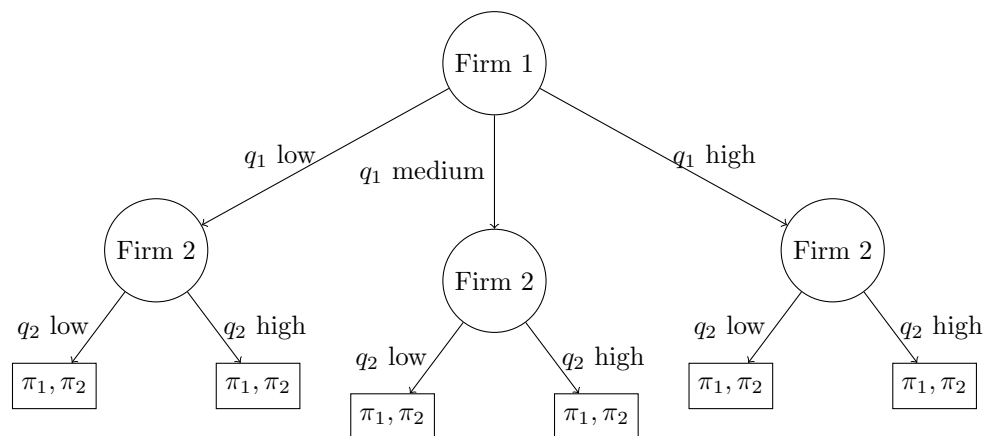 Firm 1
q₁ low
q₁ medium
q₁ high
Firm 2
Firm 2
Firm 2
q₂ low
q₂ high
q₂ low
q₂ high
q₂ low
q₂ high
π₁, π₂
π₁, π₂
π₁, π₂
π₁, π₂
π₁, π₂
π₁, π₂